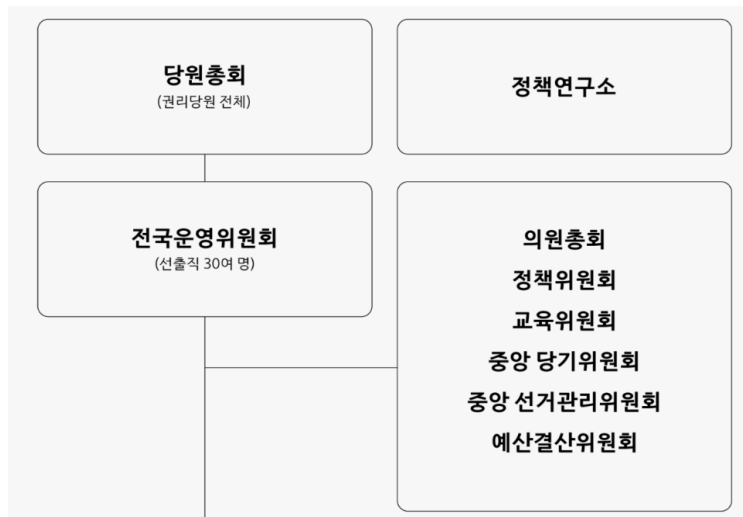 당원총회
(권리당원 전체)
정책연구소
전국운영위원회
(선출직 30여 명)
의원총회
정책위원회
교육위원회
중앙 당기위원회
중앙 선거관리위원회
예산결산위원회